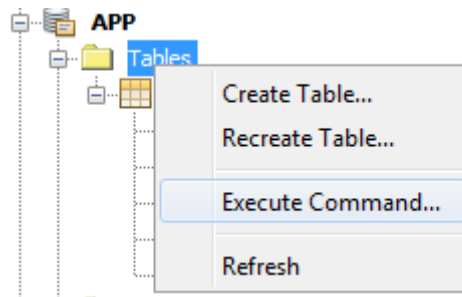 APP
Tables
Create Table...
Recreate Table...
Execute Command...
Refresh